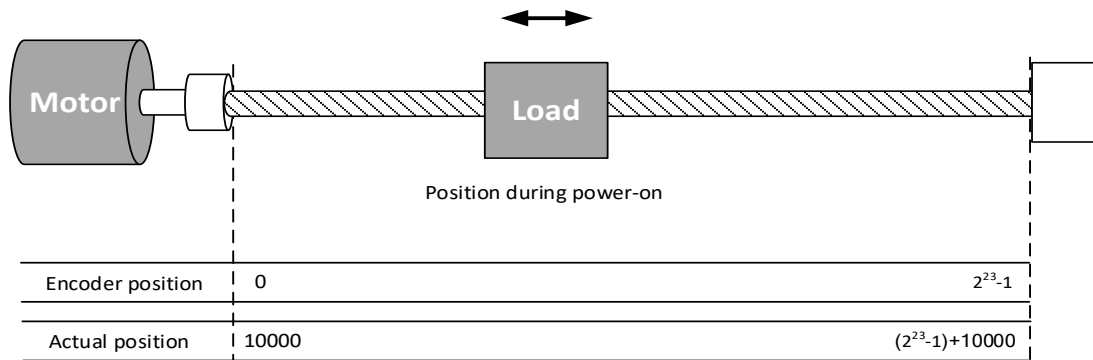 Motor
Load
Position during power-on
Encoder position 0 2²³-1
Actual position 10000 (2²³-1)+10000